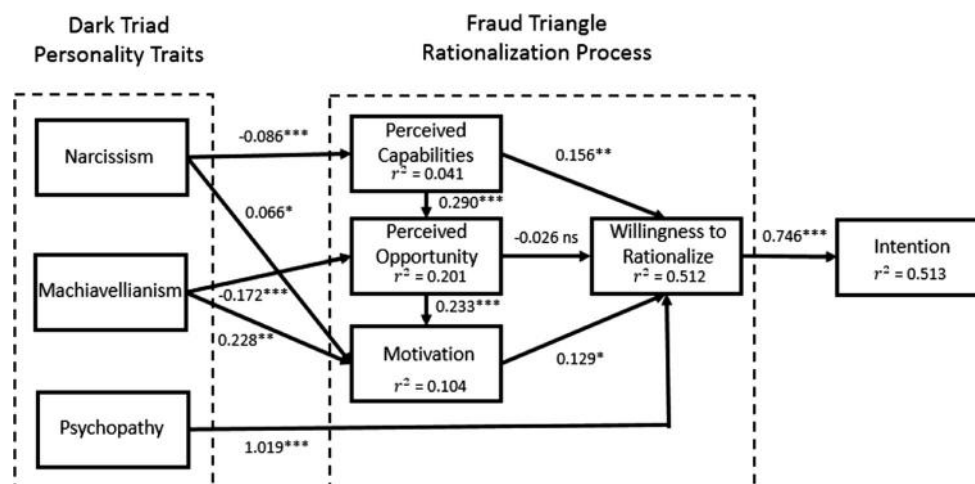 Dark Triad
Personality Traits
Fraud Triangle
Rationalization Process
Narcissism
-0.086***
Perceived
Capabilities
r² = 0.041
0.156**
0.066*
0.290***
Machiavellianism
-0.172***
0.228**
Perceived
Opportunity
r² = 0.201
-0.026 ns
Willingness to
Rationalize
r² = 0.512
0.746***
Intention
r² = 0.513
0.233***
Motivation
r² = 0.104
0.129*
Psychopathy
1.019***